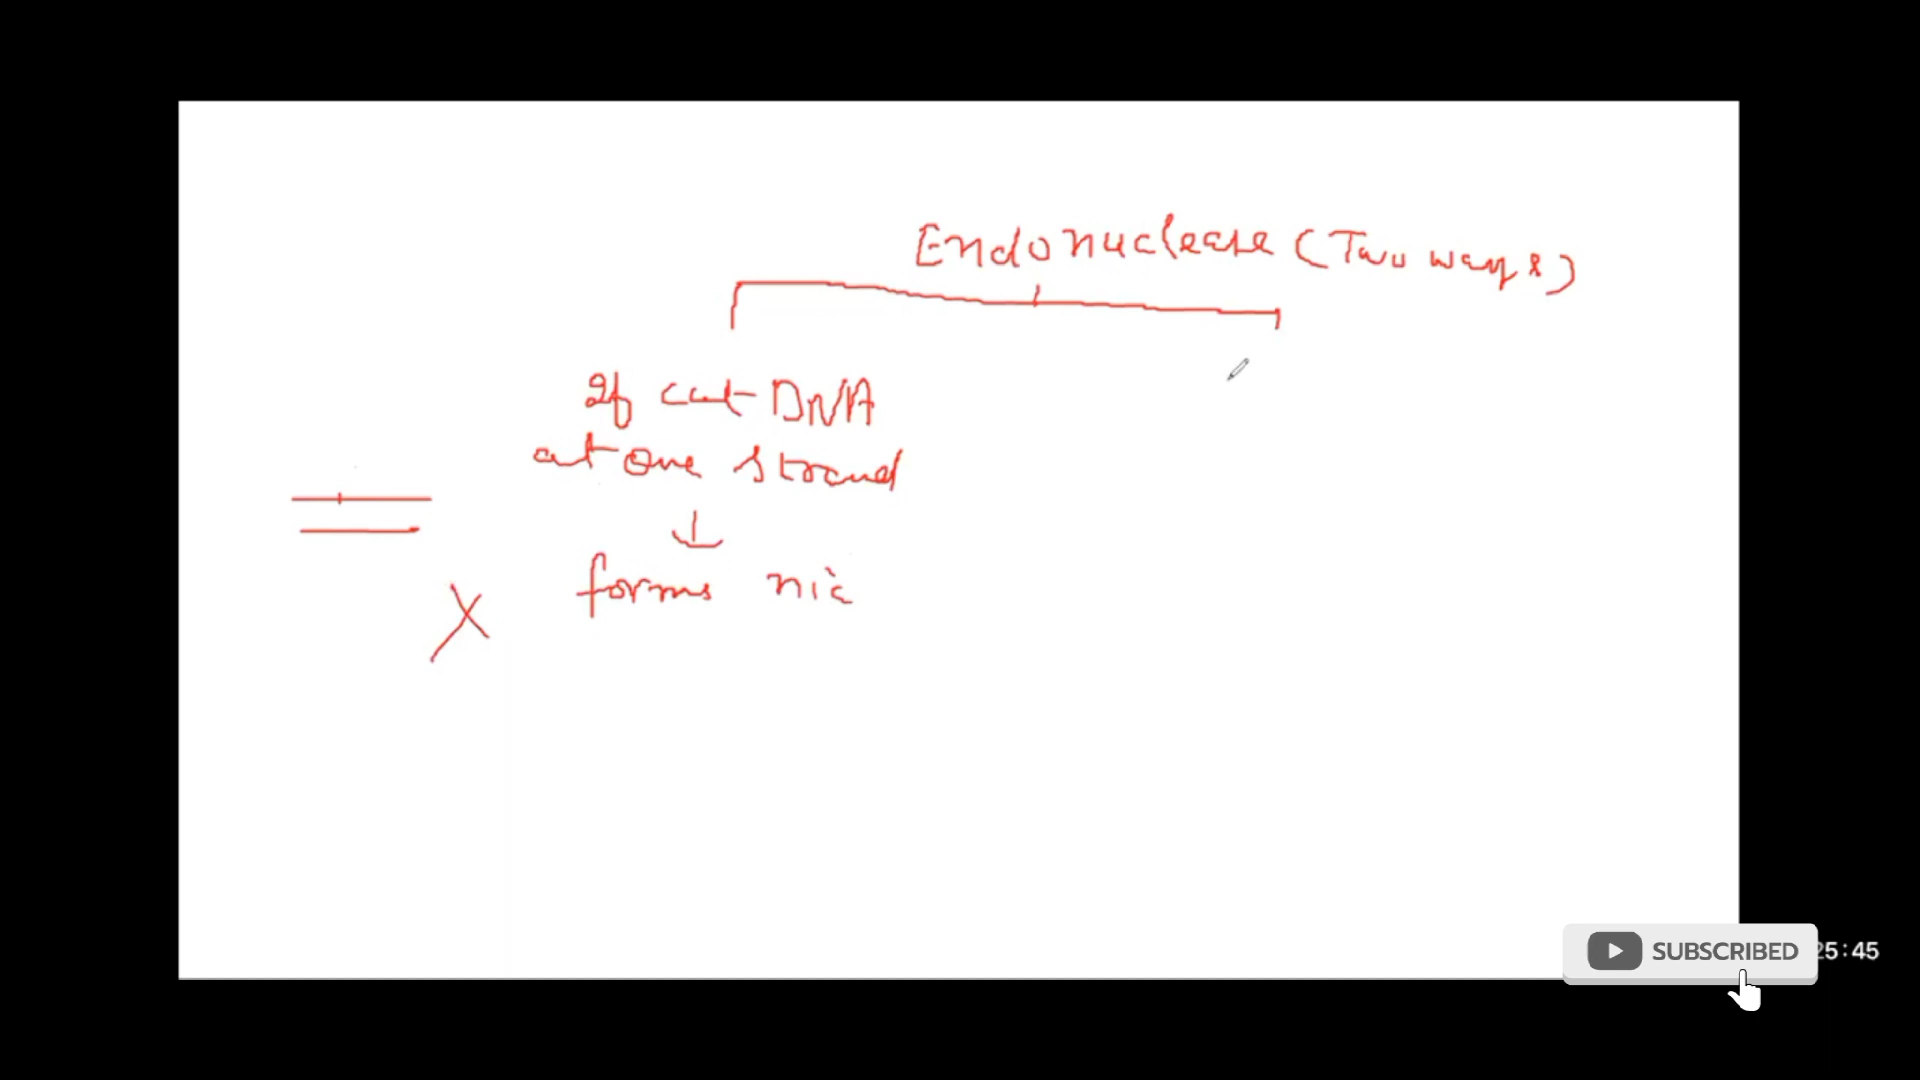 Endonuclease (Two ways)
If cut DNA
at one strand
↓
forms nic
X
SUBSCRIBED
25:45